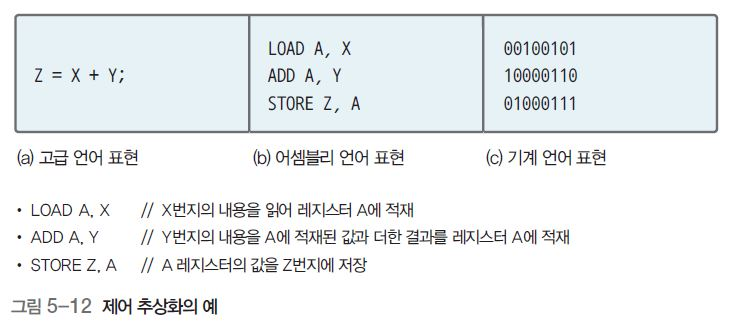 Z = X + Y;
LOAD A, X
ADD A, Y
STORE Z, A
00100101
10000110
01000111
(a) 고급 언어 표현
(b) 어셈블리 언어 표현
(c) 기계 언어 표현
• LOAD A, X // X번지의 내용을 읽어 레지스터 A에 적재
• ADD A, Y // Y번지의 내용을 A에 적재된 값과 더한 결과를 레지스터 A에 적재
• STORE Z, A // A 레지스터의 값을 Z번지에 저장
그림 5-12 제어 추상화의 예